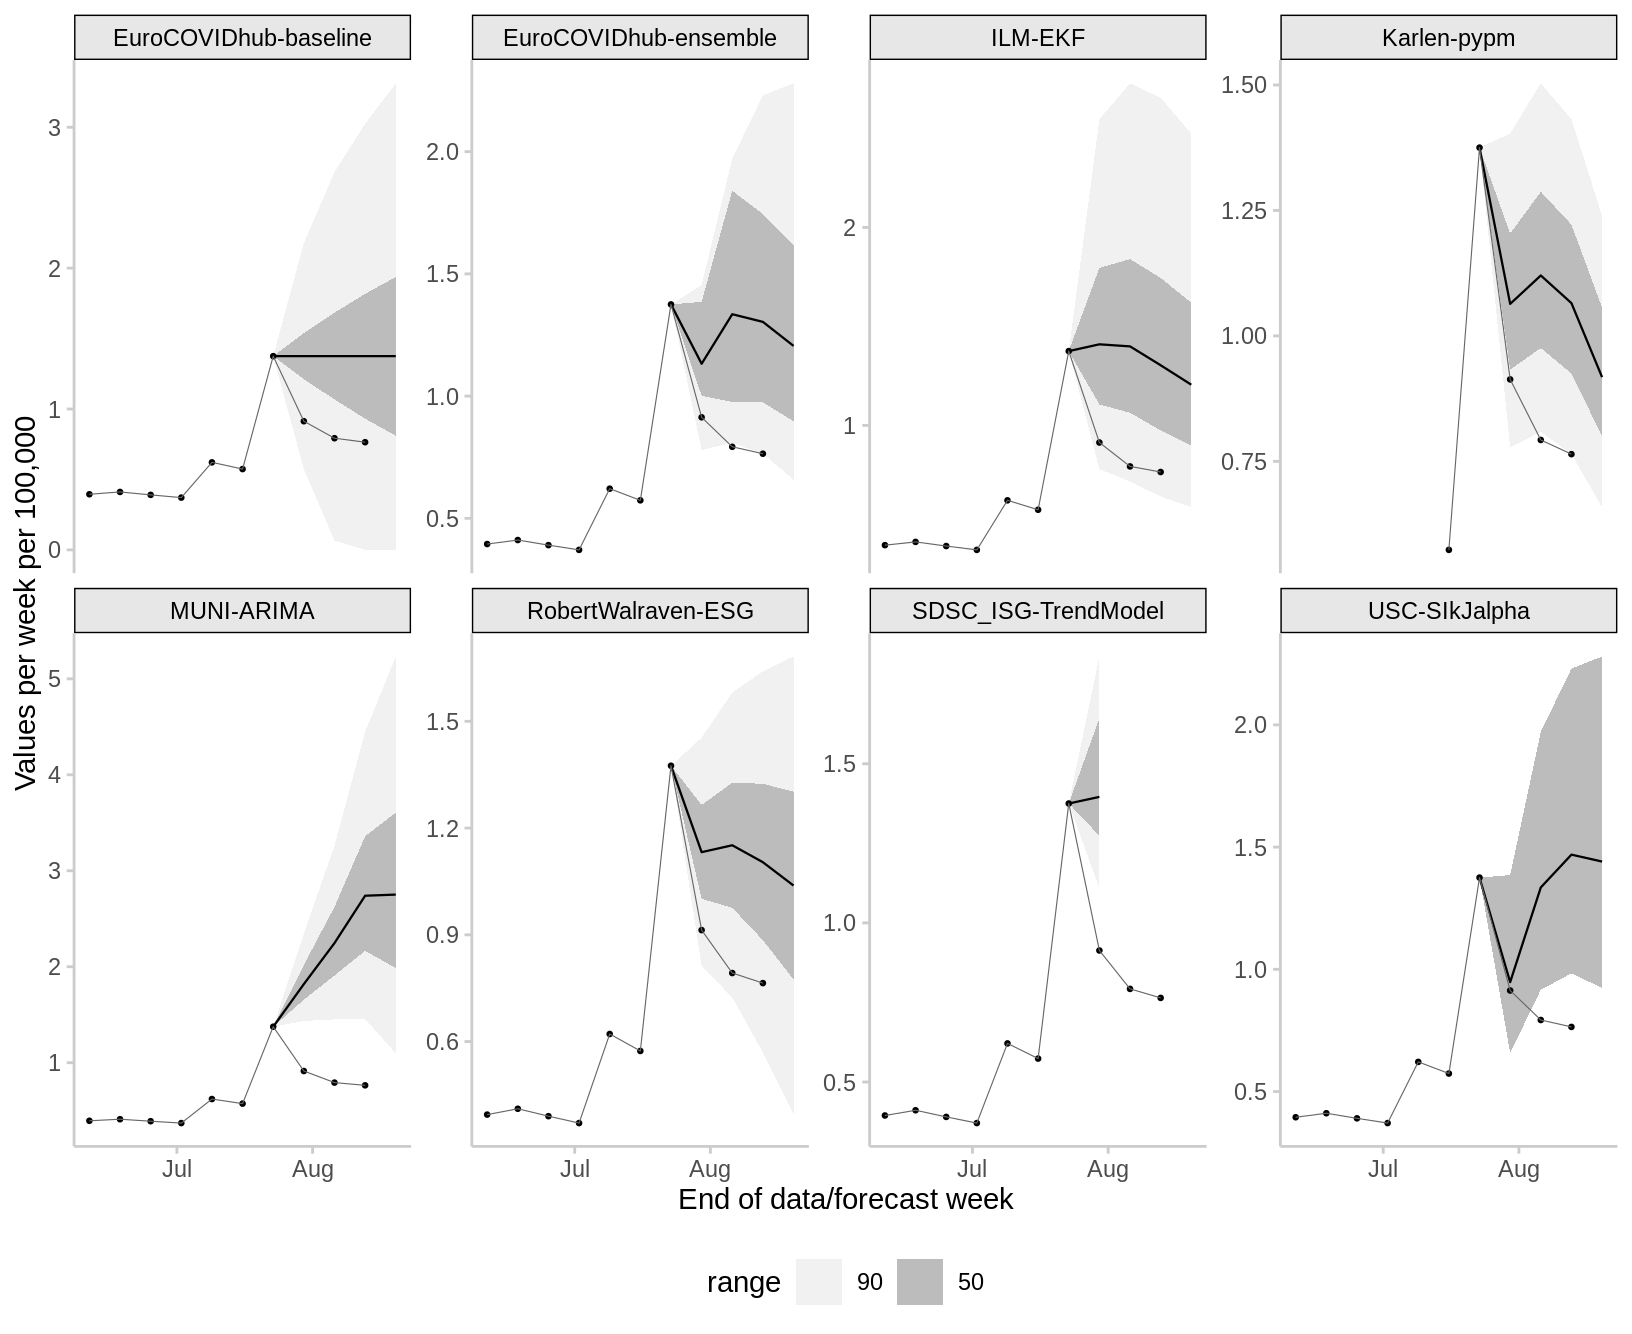 EuroCOVIDhub-baseline
EuroCOVIDhub-ensemble
ILM-EKF
Karlen-pypm
3
2
1
0
2.0
1.5
1.0
0.5
2
1
1.50
1.25
1.00
0.75
Values per week per 100,000
MUNI-ARIMA
RobertWalraven-ESG
SDSC_ISG-TrendModel
USC-SIkJalpha
5
4
3
2
1
1.5
1.2
0.9
0.6
1.5
1.0
0.5
2.0
1.5
1.0
0.5
Jul Aug
Jul Aug
Jul Aug
Jul Aug
End of data/forecast week
range 90 50